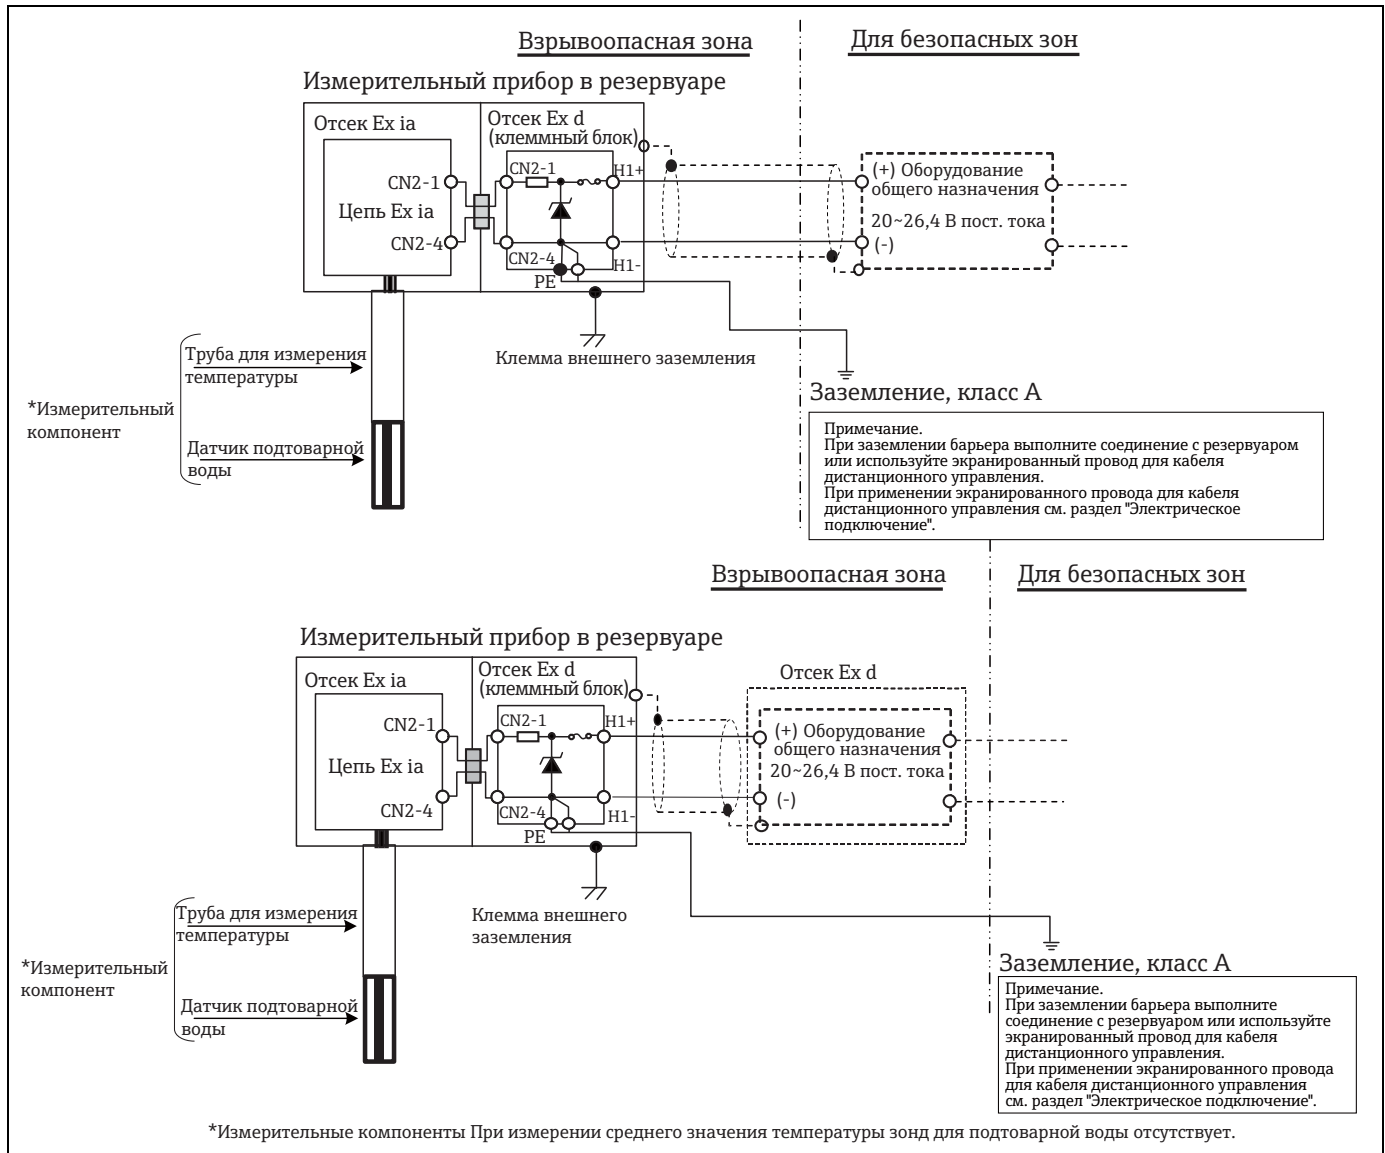 Взрывоопасная зона
Для безопасных зон
Измерительный прибор в резервуаре
Отсек Ex ia
Отсек Ex d
(клеммный блок)
CN2-1
CN2-1
H1+
(+) Оборудование
общего назначения
Цепь Ex ia
20~26,4 В пост. тока
CN2-4
(-)
CN2-4
H1-
PE
Клемма внешнего заземления
Труба для измерения
температуры
*Измерительный
компонент
Датчик подтоварной
воды
Заземление, класс А
Примечание.
При заземлении барьера выполните соединение с резервуаром
или используйте экранированный провод для кабеля
дистанционного управления.
При применении экранированного провода для кабеля
дистанционного управления см. раздел "Электрическое
подключение".
Взрывоопасная зона
Для безопасных зон
Измерительный прибор в резервуаре
Отсек Ex ia
Отсек Ex d
(клеммный блок)
Отсек Ex d
CN2-1
CN2-1
H1+
(+) Оборудование
общего назначения
Цепь Ex ia
20~26,4 В пост. тока
CN2-4
(-)
CN2-4
H1-
PE
Клемма внешнего
заземления
Труба для измерения
температуры
*Измерительный
компонент
Датчик подтоварной
воды
Заземление, класс А
Примечание.
При заземлении барьера выполните
соединение с резервуаром или используйте
экранированный провод для кабеля
дистанционного управления.
При применении экранированного провода
для кабеля дистанционного управления
см. раздел "Электрическое подключение".
*Измерительные компоненты При измерении среднего значения температуры зонд для подтоварной воды отсутствует.